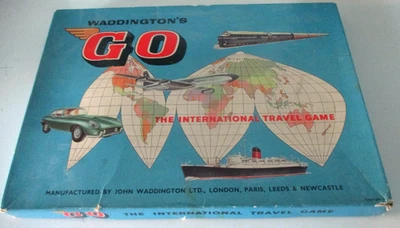 WADDINGTON'S
GO
THE INTERNATIONAL TRAVEL GAME
MANUFACTURED BY JOHN WADDINGTON LTD., LONDON, PARIS, LEEDS & NEWCASTLE
GO THE INTERNATIONAL TRAVEL GAME